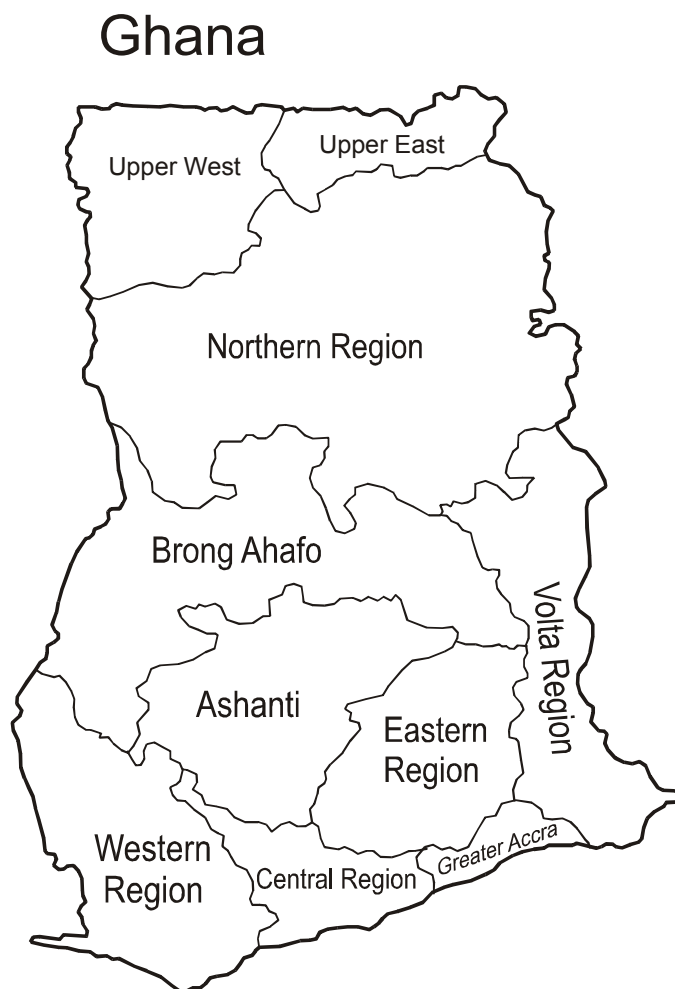 Ghana
Upper West
Upper East
Northern Region
Brong Ahafo
Volta Region
Ashanti
Eastern
Region
Western
Region
Central Region
Greater Accra